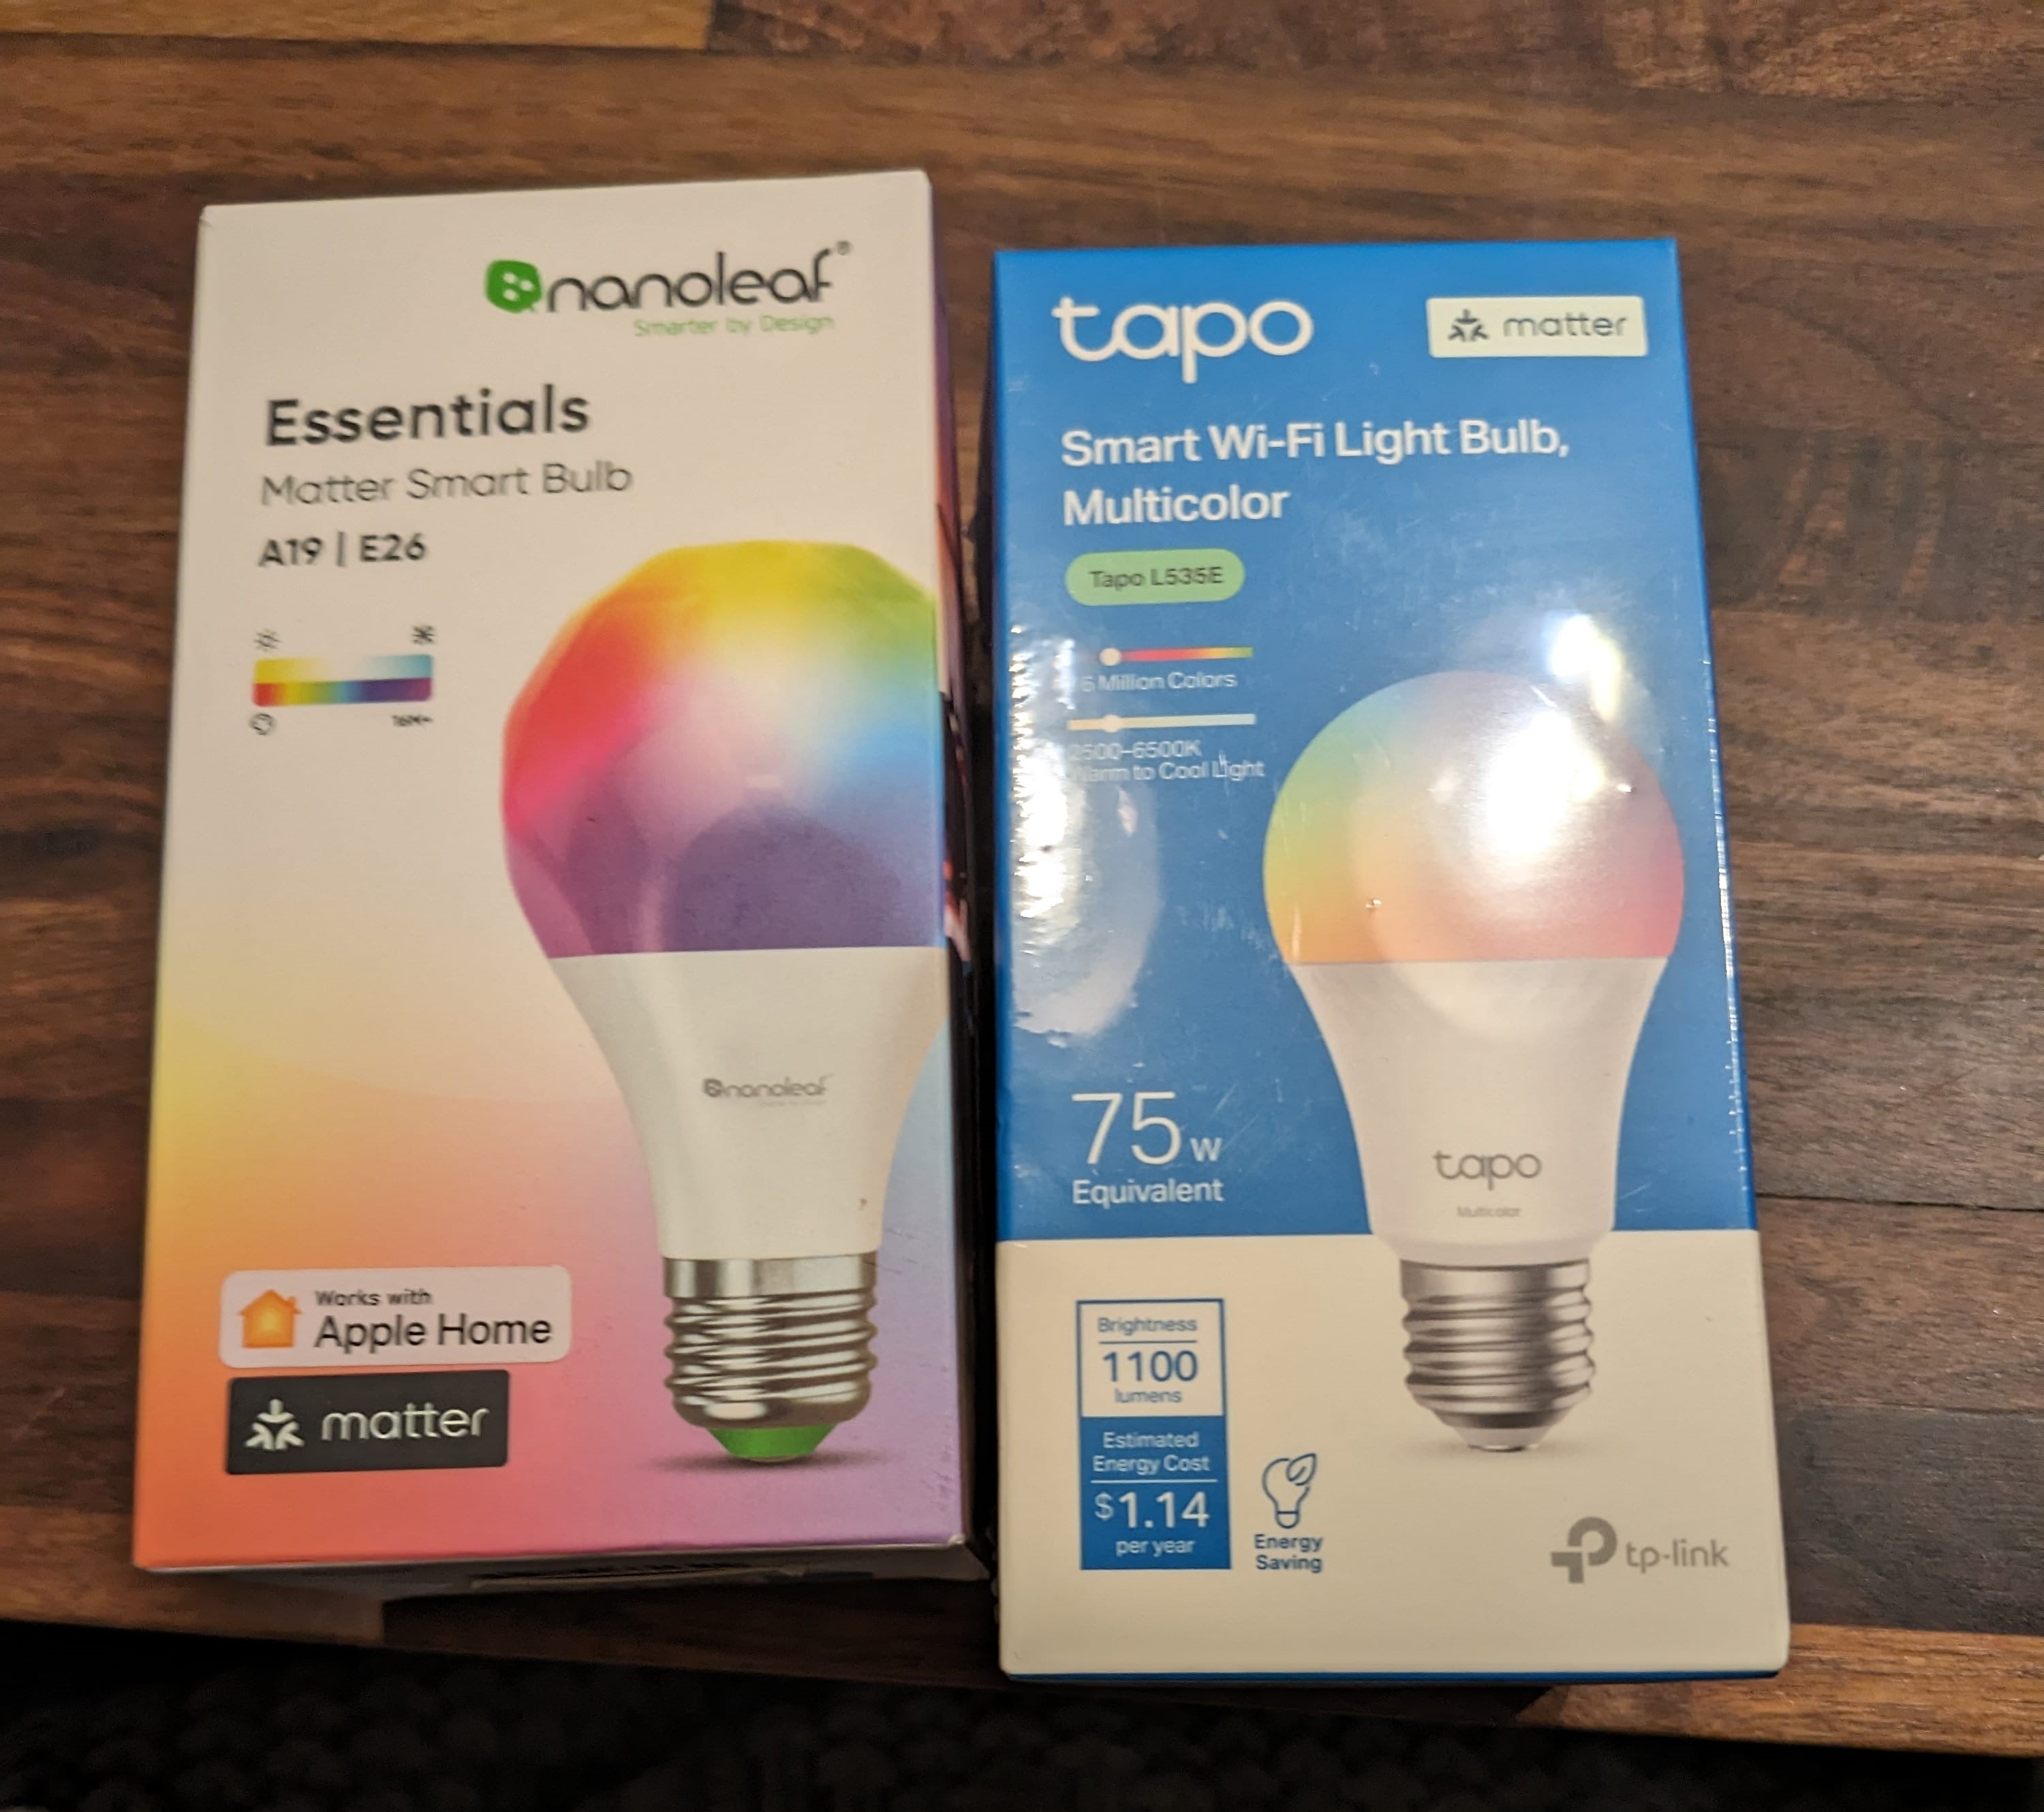 nanoleaf®
Smarter by Design
Essentials
Matter Smart Bulb
A19 | E26
16M+
nanoleaf
Works with
Apple Home
matter
tapo
matter
Smart Wi-Fi Light Bulb,
Multicolor
Tapo L535E
Million Colors
2500-6500K
Warm to Cool Light
75w
Equivalent
tapo
Multicolor
Brightness
1100
lumens
Estimated
Energy Cost
$1.14
per year
Energy
Saving
tp-link